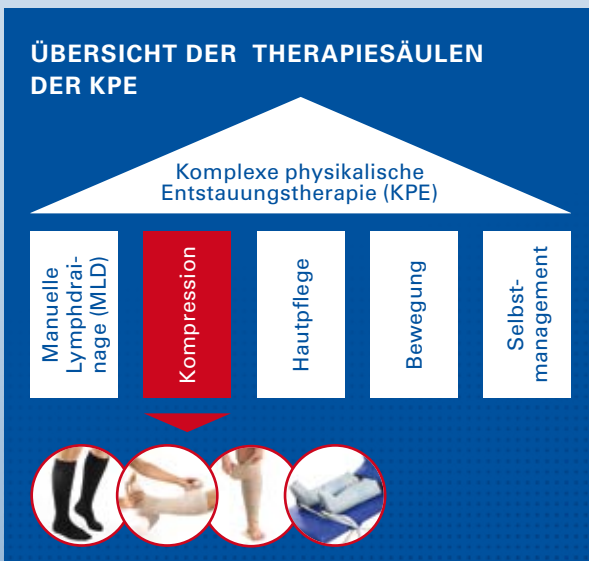 ÜBERSICHT DER THERAPIESÄULEN
DER KPE
Komplexe physikalische
Entstauungstherapie (KPE)
Manuelle
Lymphdrai-
nage (MLD)
Kompression
Hautpflege
Bewegung
Selbst-
management